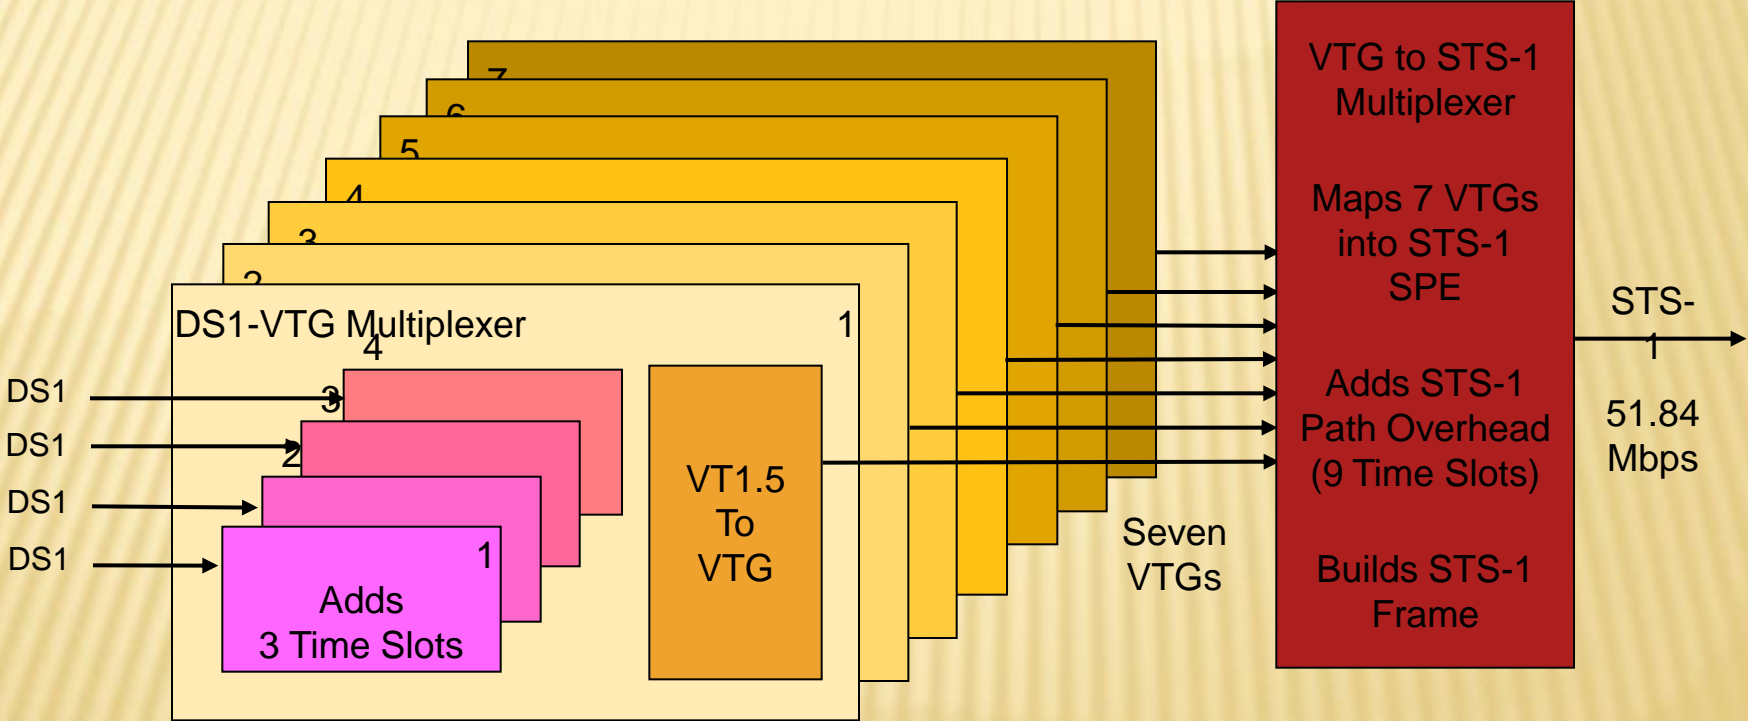 7
6
5
4
3
2
DS1-VTG Multiplexer
1
4
3
2
1
DS1
DS1
DS1
DS1
Adds
3 Time Slots
VT1.5
To
VTG
Seven
VTGs
VTG to STS-1
Multiplexer
Maps 7 VTGs
into STS-1
SPE
Adds STS-1
Path Overhead
(9 Time Slots)
Builds STS-1
Frame
STS-
1
51.84
Mbps